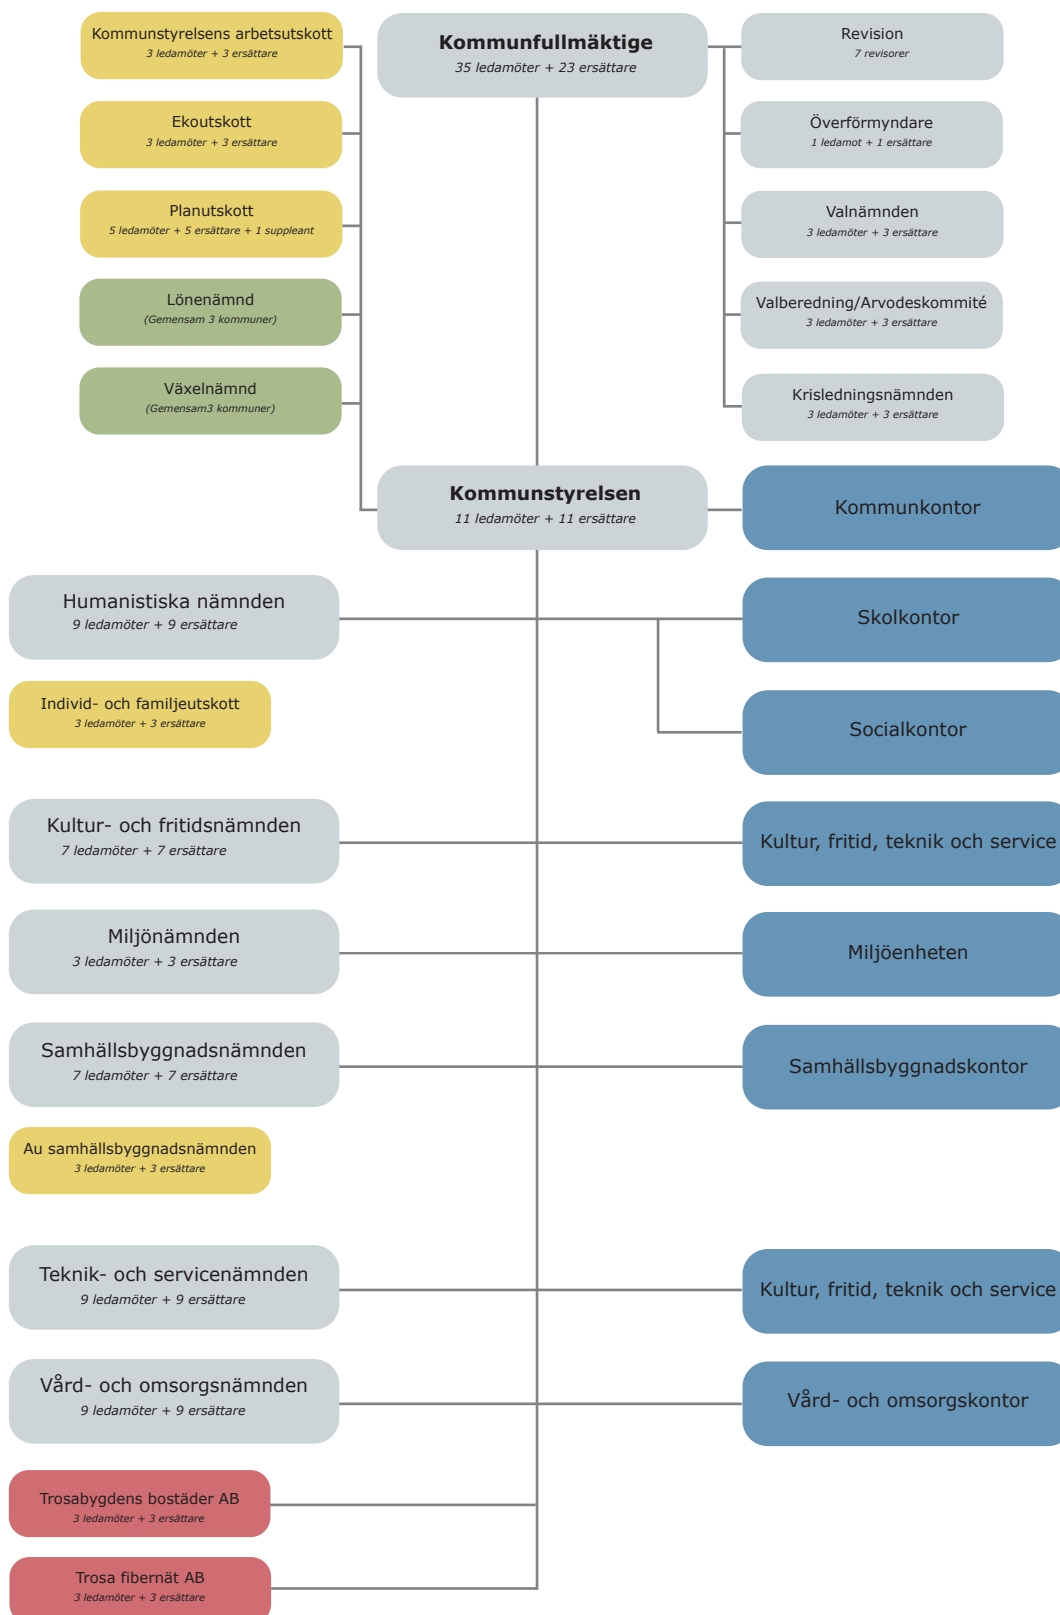 Kommunstyrelsens arbetsutskott
3 ledamöter + 3 ersättare
Kommunfullmäktige
35 ledamöter + 23 ersättare
Revision
7 revisorer
Ekoutskott
3 ledamöter + 3 ersättare
Överförmyndare
1 ledamot + 1 ersättare
Planutskott
5 ledamöter + 5 ersättare + 1 suppleant
Valnämnden
3 ledamöter + 3 ersättare
Lönenämnd
(Gemensam 3 kommuner)
Valberedning/Arvodeskommité
3 ledamöter + 3 ersättare
Växelnämnd
(Gemensam3 kommuner)
Krisledningsnämnden
3 ledamöter + 3 ersättare
Kommunstyrelsen
11 ledamöter + 11 ersättare
Kommunkontor
Humanistiska nämnden
9 ledamöter + 9 ersättare
Skolkontor
Individ- och familjeutskott
3 ledamöter + 3 ersättare
Socialkontor
Kultur- och fritidsnämnden
7 ledamöter + 7 ersättare
Kultur, fritid, teknik och service
Miljönämnden
3 ledamöter + 3 ersättare
Miljöenheten
Samhällsbyggnadsnämnden
7 ledamöter + 7 ersättare
Samhällsbyggnadskontor
Au samhällsbyggnadsnämnden
3 ledamöter + 3 ersättare
Teknik- och servicenämnden
9 ledamöter + 9 ersättare
Kultur, fritid, teknik och service
Vård- och omsorgsnämnden
9 ledamöter + 9 ersättare
Vård- och omsorgskontor
Trosabygdens bostäder AB
3 ledamöter + 3 ersättare
Trosa fibernät AB
3 ledamöter + 3 ersättare